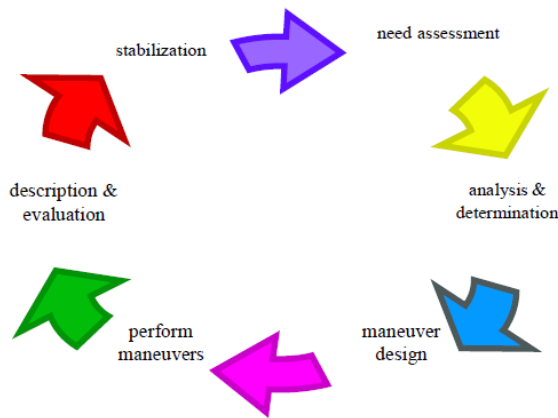 stabilization
need assessment
analysis &
determination
maneuver
design
perform
maneuvers
description &
evaluation